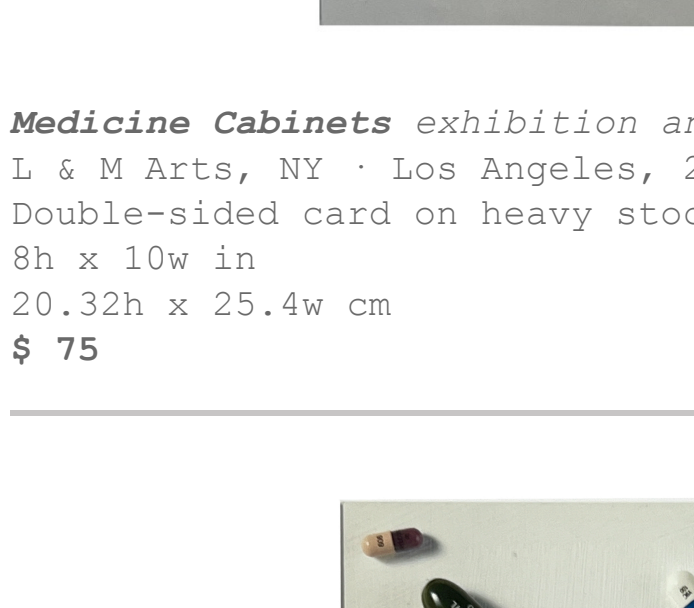 Medicine Cabinets exhibition
L & M Arts, NY · Los Angeles,
Double-sided card on heavy
8h x 10w in
20.32h x 25.4w cm
$ 75